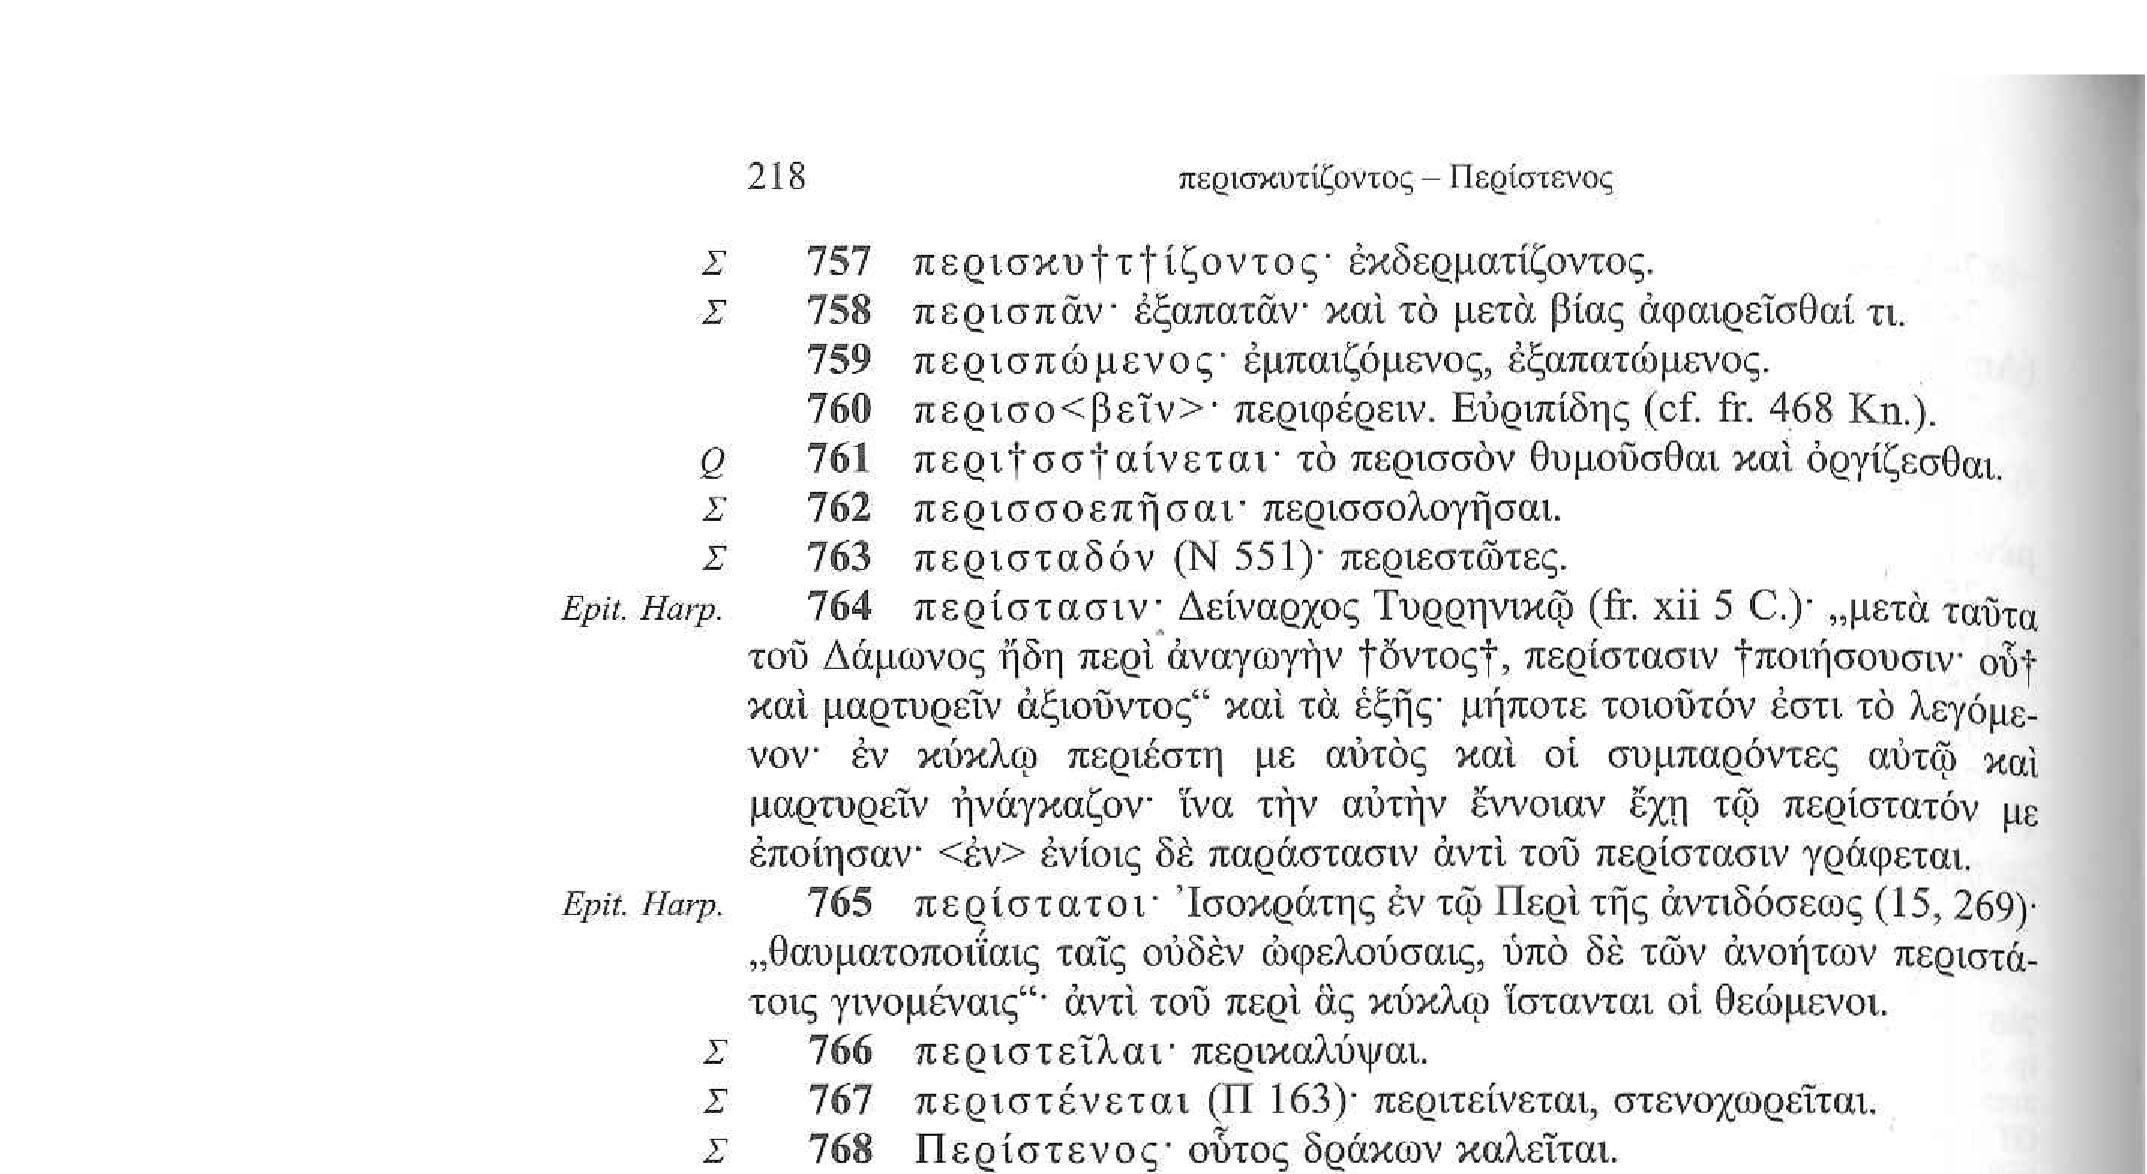 218 περισκυτίζοντος – Περίστενος
Σ 757 περισκυ†τ†ίζοντος· ἐκδερματίζοντος.
Σ 758 περισπᾶν· ἐξαπατᾶν· καὶ τὸ μετὰ βίας ἀφαιρεῖσθαί τι.
759 περισπώμενος· ἐμπαιζόμενος, ἐξαπατώμενος.
760 περισο<βεῖν>· περιφέρειν. Εὐριπίδης (cf. fr. 468 Kn.).
Q 761 περι†σσ†αίνεται· τὸ περισσὸν θυμοῦσθαι καὶ ὀργίζεσθαι.
Σ 762 περισσοεπῆσαι· περισσολογῆσαι.
Σ 763 περισταδόν (Ν 551)· περιεστῶτες.
Epit. Harp. 764 περίστασιν· Δείναρχος Τυρρηνικῷ (fr. xii 5 C.)· „μετὰ ταῦτα
τοῦ Δάμωνος ἤδη περὶ ἀναγωγὴν †ὄντος†, περίστασιν †ποιήσουσιν· οὗ†
καὶ μαρτυρεῖν ἀξιοῦντος“ καὶ τὰ ἑξῆς· μήποτε τοιοῦτόν ἐστι τὸ λεγόμε-
νον· ἐν κύκλῳ περιέστη με αὐτὸς καὶ οἱ συμπαρόντες αὐτῷ καὶ
μαρτυρεῖν ἠνάγκαζον· ἵνα τὴν αὐτὴν ἔννοιαν ἔχῃ τῷ περίστατόν με
ἐποίησαν· <ἐν> ἐνίοις δὲ παράστασιν ἀντὶ τοῦ περίστασιν γράφεται.
Epit. Harp. 765 περίστατοι· Ἰσοκράτης ἐν τῷ Περὶ τῆς ἀντιδόσεως (15, 269)·
„θαυματοποιΐαις ταῖς οὐδὲν ὠφελούσαις, ὑπὸ δὲ τῶν ἀνοήτων περιστά-
τοις γινομέναις“· ἀντὶ τοῦ περὶ ἃς κύκλῳ ἵστανται οἱ θεώμενοι.
Σ 766 περιστεῖλαι· περικαλύψαι.
Σ 767 περιστένεται (Π 163)· περιτείνεται, στενοχωρεῖται.
Σ 768 Περίστενος· οὗτος δράκων καλεῖται.